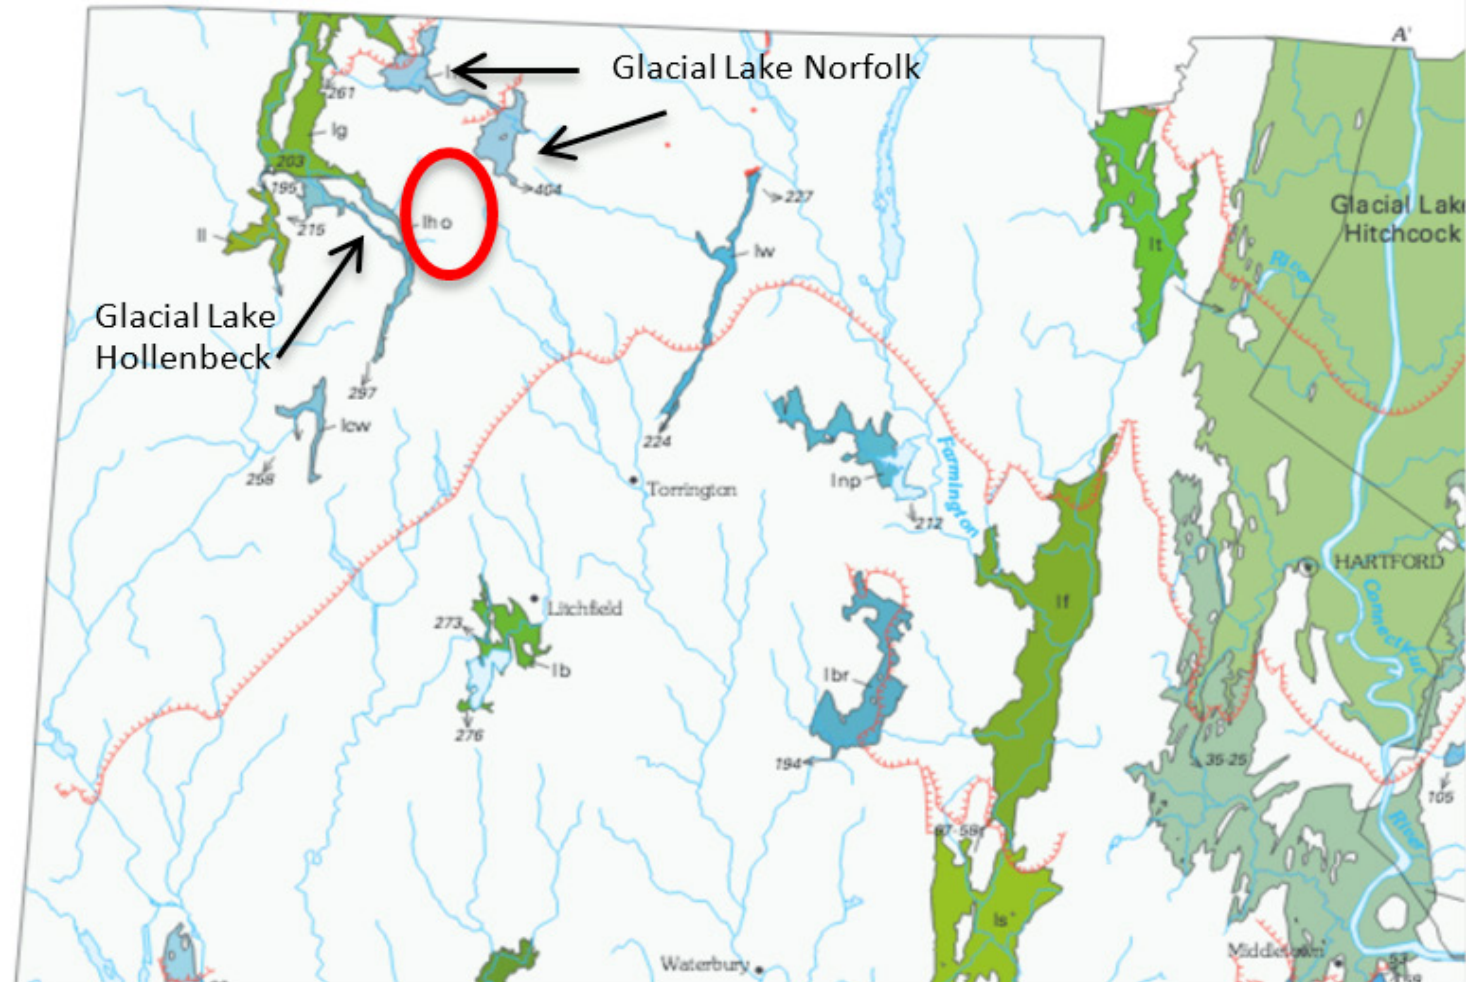 A'
Glacial Lake Norfolk
261
lg
203
195
404
227
215
lho
ll
lw
lt
Glacial Lake
Hitchcock
River
Glacial Lake
Hollenbeck
297
lcw
258
224
Torrington
lnp
212
Farmington
HARTFORD
Connecticut
River
lf
Litchfield
273
lb
276
lbr
194
35-25
105
ls
Waterbury
Middletown
53